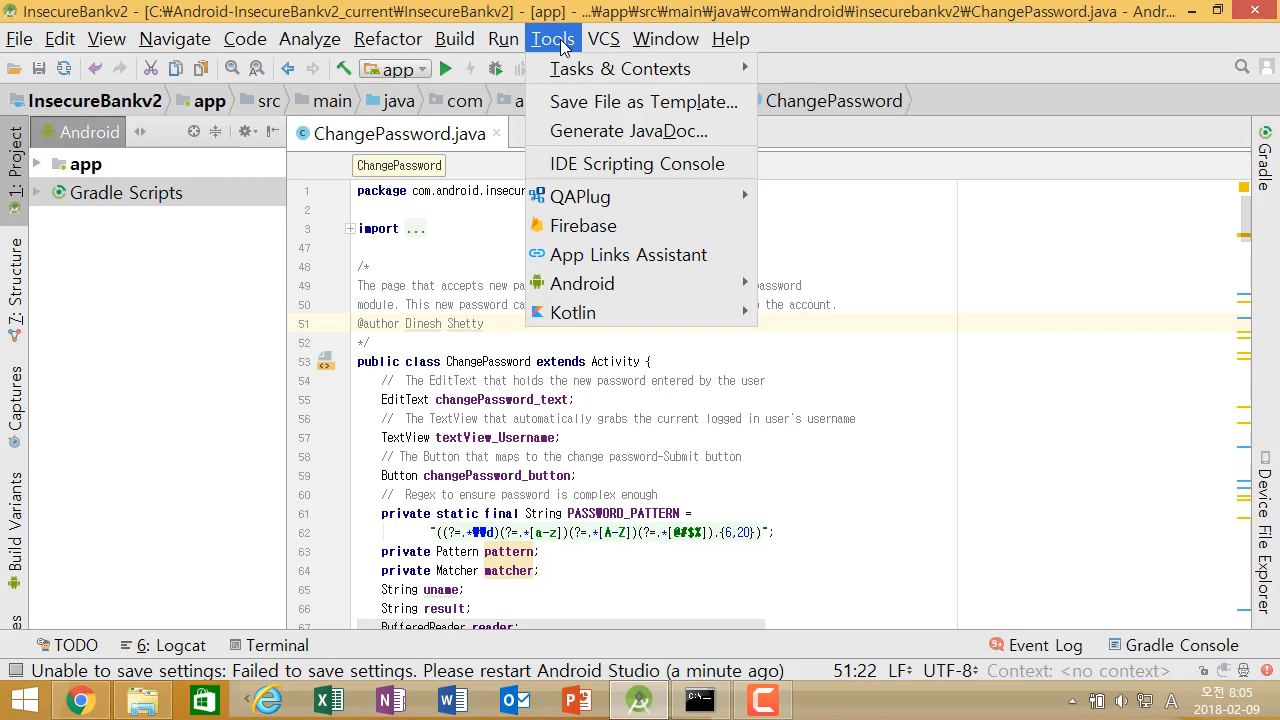 InsecureBankv2 - [C:₩Android-InsecureBankv2_current₩InsecureBankv2] - [app] - ...₩app₩src₩main₩java₩com₩android₩insecurebankv2₩ChangePassword.java - Andr...
File Edit View Navigate Code Analyze Refactor Build Run Tools VCS Window Help
app
Tasks & Contexts
Save File as Template...
Generate JavaDoc...
IDE Scripting Console
QAPlug
Firebase
App Links Assistant
Android
Kotlin
InsecureBankv2 app src main java com a ChangePassword
Android
ChangePassword.java
app
Gradle Scripts
1: Project
7: Structure
Captures
Build Variants
ChangePassword
1 package com.android.insecure
2
3 import ...
47
48 /*
49 The page that accepts new pa ssword
50 module. This new password ca the account.
51 @author Dinesh Shetty
52 */
53 public class ChangePassword extends Activity {
54 // The EditText that holds the new password entered by the user
55 EditText changePassword_text;
56 // The TextView that automatically grabs the current logged in user's username
57 TextView textView_Username;
58 // The Button that maps to the change password-Submit button
59 Button changePassword_button;
60 // Regex to ensure password is complex enough
61 private static final String PASSWORD_PATTERN =
62 "((?=.*₩₩d)(?=.*[a-z])(?=.*[A-Z])(?=.*[@#$%]).{6,20})";
63 private Pattern pattern;
64 private Matcher matcher;
65 String uname;
66 String result;
67 BufferedReader reader;
Gradle
Device File Explorer
TODO 6: Logcat Terminal Event Log Gradle Console
Unable to save settings: Failed to save settings. Please restart Android Studio (a minute ago) 51:22 LF÷ UTF-8÷ Context: <no context>
오전 8:05
2018-02-09